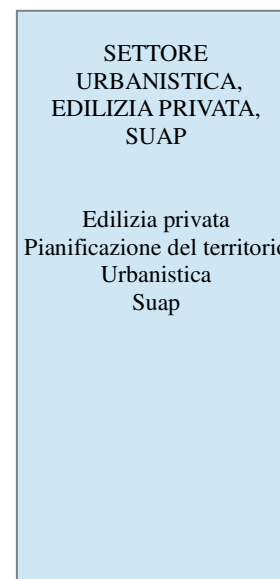 SETTORE
URBANISTICA,
EDILIZIA PRIVATA,
SUAP
Edilizia privata
Pianificazione del territorio
Urbanistica
Suap